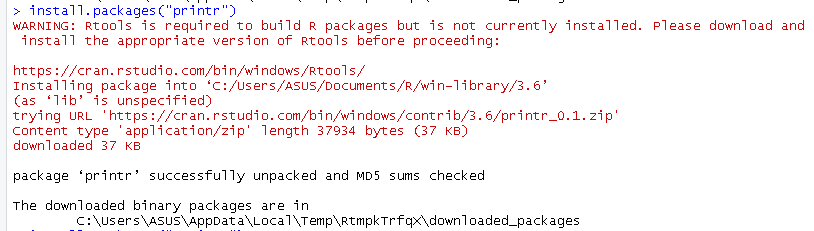 > install.packages("printr")
WARNING: Rtools is required to build R packages but is not currently installed. Please download and
install the appropriate version of Rtools before proceeding:
https://cran.rstudio.com/bin/windows/Rtools/
Installing package into ‘C:/Users/ASUS/Documents/R/win-library/3.6’
(as ‘lib’ is unspecified)
trying URL 'https://cran.rstudio.com/bin/windows/contrib/3.6/printr_0.1.zip'
Content type 'application/zip' length 37934 bytes (37 KB)
downloaded 37 KB
package ‘printr’ successfully unpacked and MD5 sums checked
The downloaded binary packages are in
C:\Users\ASUS\AppData\Local\Temp\RtmpkTrfqX\downloaded_packages